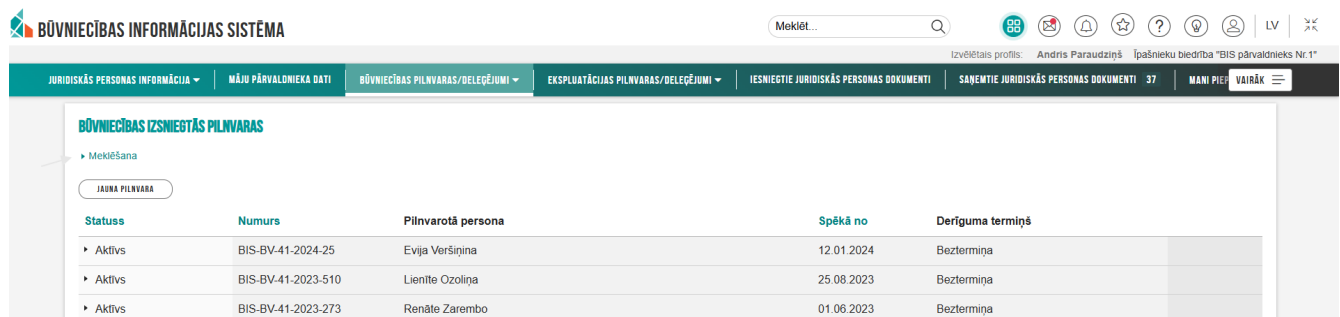 BŪVNIECĪBAS INFORMĀCIJAS SISTĒMA
Meklēt...
? LV
Izvēlētais profils: Andris Paraudziņš Īpašnieku biedrība "BIS pārvaldnieks Nr.1"
JURIDISKĀS PERSONAS INFORMĀCIJA MĀJU PĀRVALDNIEKA DATI BŪVNIECĪBAS PILNVARAS/DELEĢĒJUMI EKSPLUATĀCIJAS PILNVARAS/DELEĢĒJUMI IESNIEGTIE JURIDISKĀS PERSONAS DOKUMENTI SAŅEMTIE JURIDISKĀS PERSONAS DOKUMENTI 37 MANI PIEP VAIRĀK
BŪVNIECĪBAS IZSNIEGTĀS PILNVARAS
Meklēšana
JAUNA PILNVARA
Statuss Numurs Pilnvarotā persona Spēkā no Derīguma termiņš
Aktīvs BIS-BV-41-2024-25 Evija Veršiņina 12.01.2024 Beztermiņa
Aktīvs BIS-BV-41-2023-510 Lienīte Ozoliņa 25.08.2023 Beztermiņa
Aktīvs BIS-BV-41-2023-273 Renāte Zarembo 01.06.2023 Beztermiņa